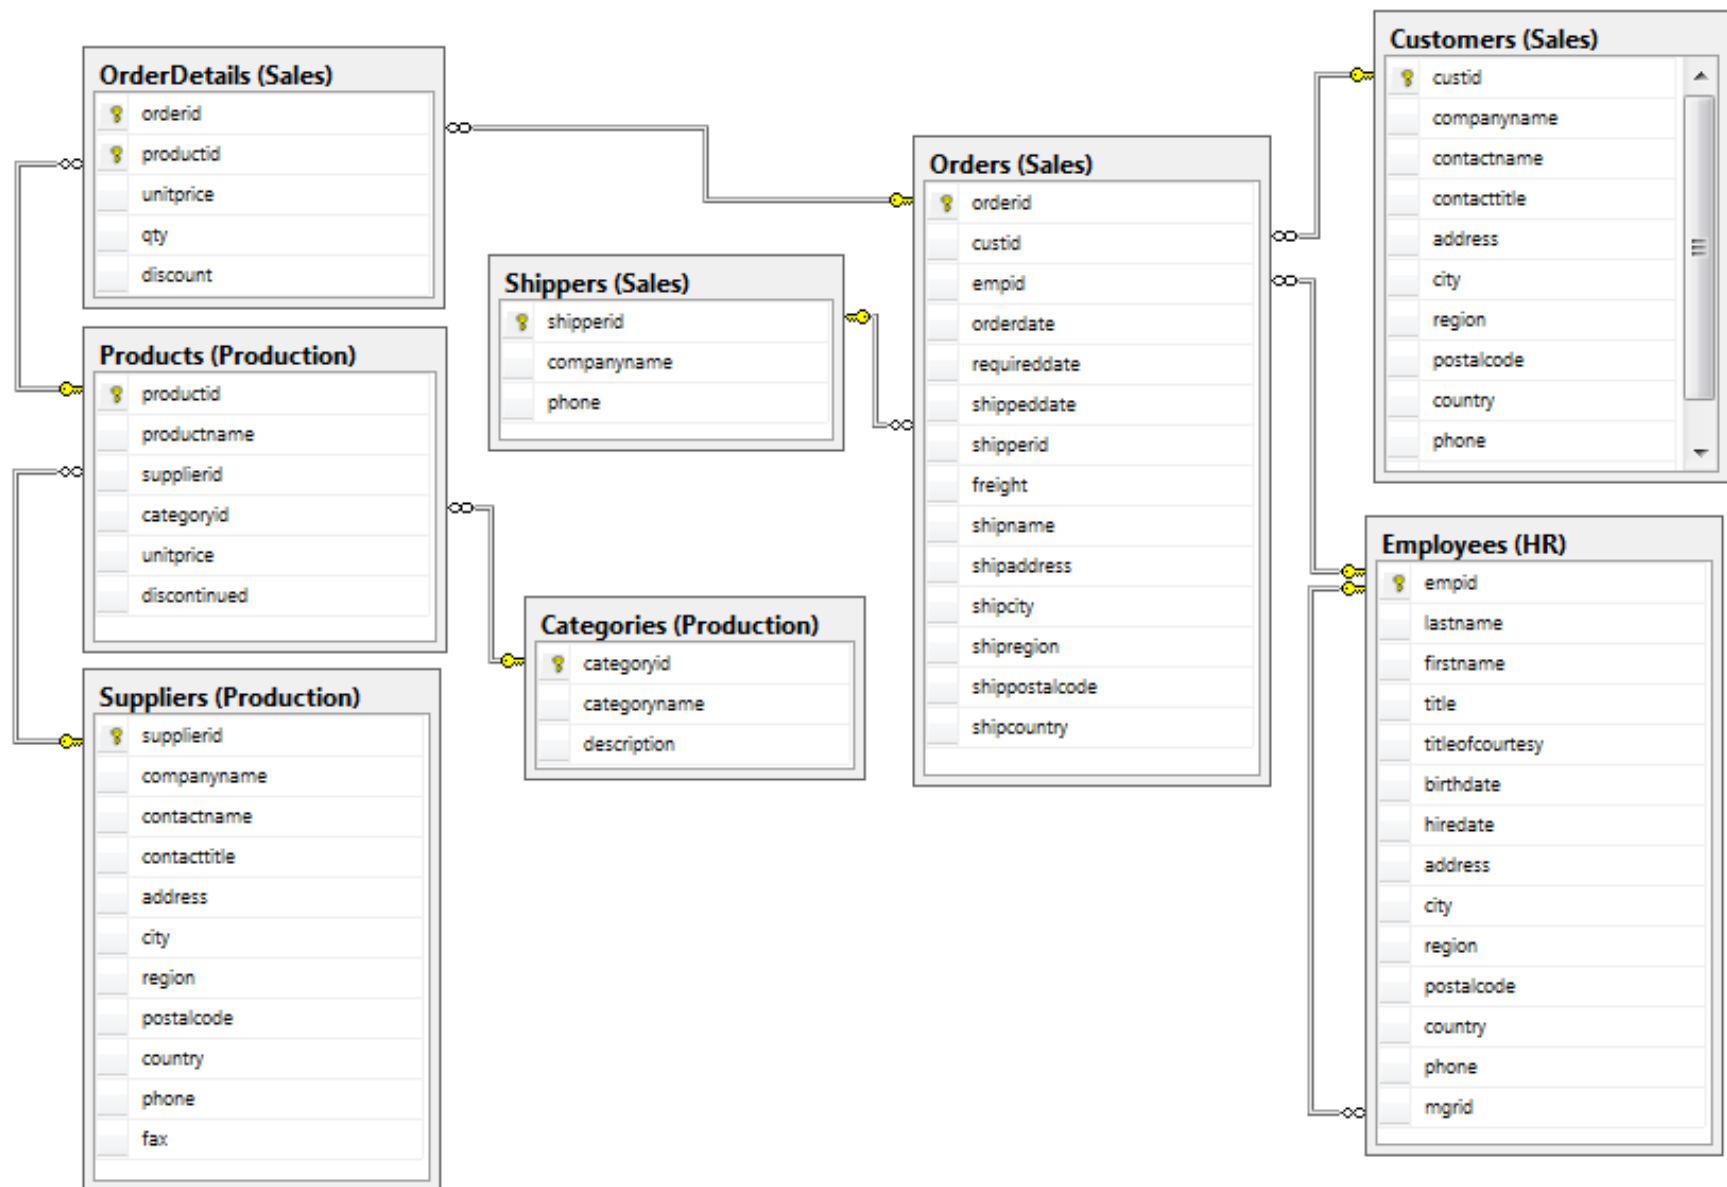 OrderDetails (Sales)
orderid
productid
unitprice
qty
discount
Products (Production)
productid
productname
supplierid
categoryid
unitprice
discontinued
Suppliers (Production)
supplierid
companyname
contactname
contacttitle
address
city
region
postalcode
country
phone
fax
Shippers (Sales)
shipperid
companyname
phone
Categories (Production)
categoryid
categoryname
description
Orders (Sales)
orderid
custid
empid
orderdate
requireddate
shippeddate
shipperid
freight
shipname
shipaddress
shipcity
shipregion
shippostalcode
shipcountry
Customers (Sales)
custid
companyname
contactname
contacttitle
address
city
region
postalcode
country
phone
Employees (HR)
empid
lastname
firstname
title
titleofcourtesy
birthdate
hiredate
address
city
region
postalcode
country
phone
mgrid